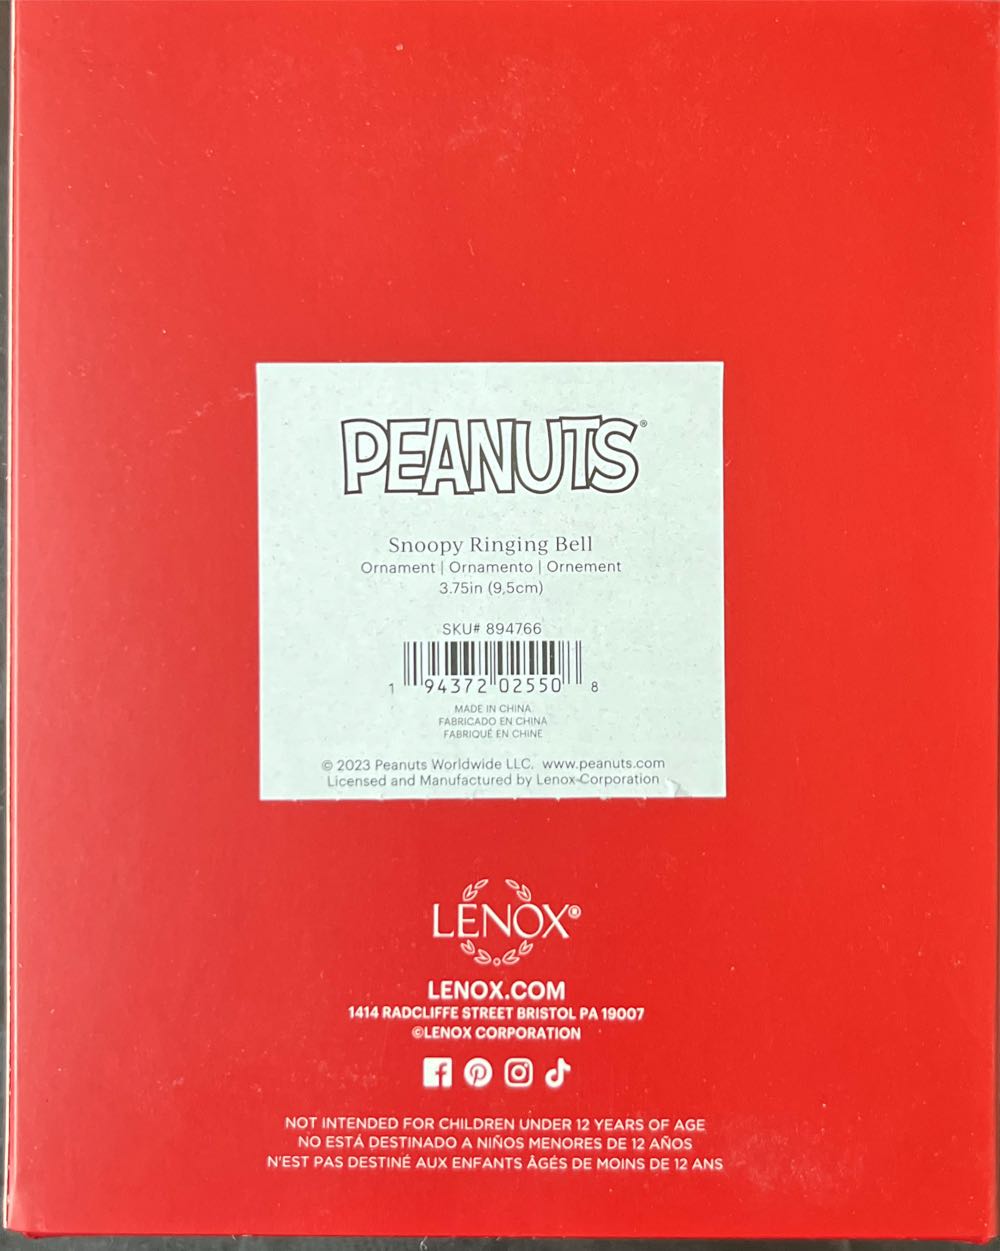 PEANUTS®
Snoopy Ringing Bell
Ornament | Ornamento | Ornement
3.75in (9,5cm)
SKU# 894766
1 94372 02550 8
MADE IN CHINA
FABRICADO EN CHINA
FABRIQUÉ EN CHINE
© 2023 Peanuts Worldwide LLC. www.peanuts.com
Licensed and Manufactured by Lenox Corporation
LENOX®
LENOX.COM
1414 RADCLIFFE STREET BRISTOL PA 19007
©LENOX CORPORATION
NOT INTENDED FOR CHILDREN UNDER 12 YEARS OF AGE
NO ESTÁ DESTINADO A NIÑOS MENORES DE 12 AÑOS
N'EST PAS DESTINÉ AUX ENFANTS ÂGÉS DE MOINS DE 12 ANS